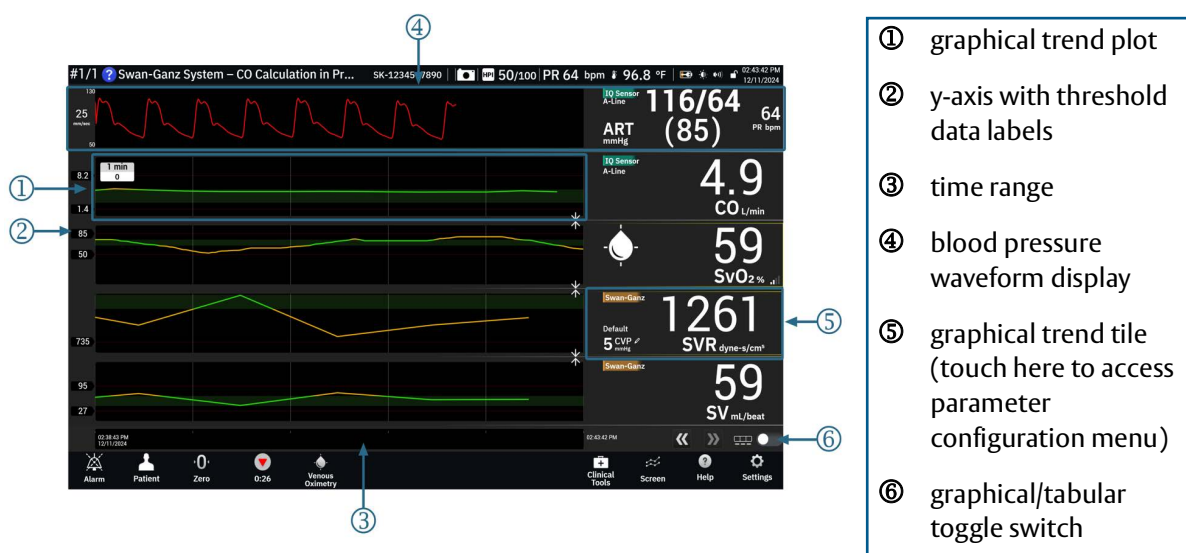 ④
#1/1 ? Swan-Ganz System – CO Calculation in Pr... SK-1234567890 HPI 50/100 PR 64 bpm 96.8 °F 02:43:42 PM
12/11/2024
130
25
mm/sec
50
IQ Sensor
A-Line
116/64
(85)
ART
mmHg
64
PR bpm
①
1 min
0
8.2
1.4
IQ Sensor
A-Line
4.9
CO L/min
②
85
50
59
SvO2 %
735
Swan-Ganz
1261
Default
5 CVP
mmHg
SVR dyne-s/cm⁵
⑤
95
27
Swan-Ganz
59
SV mL/beat
02:38:43 PM
12/11/2024
02:43:42 PM
⑥
Alarm
Patient
·0·
Zero
0:26
Venous
Oximetry
Clinical
Tools
Screen
?
Help
Settings
③
① graphical trend plot
② y-axis with threshold
data labels
③ time range
④ blood pressure
waveform display
⑤ graphical trend tile
(touch here to access
parameter
configuration menu)
⑥ graphical/tabular
toggle switch